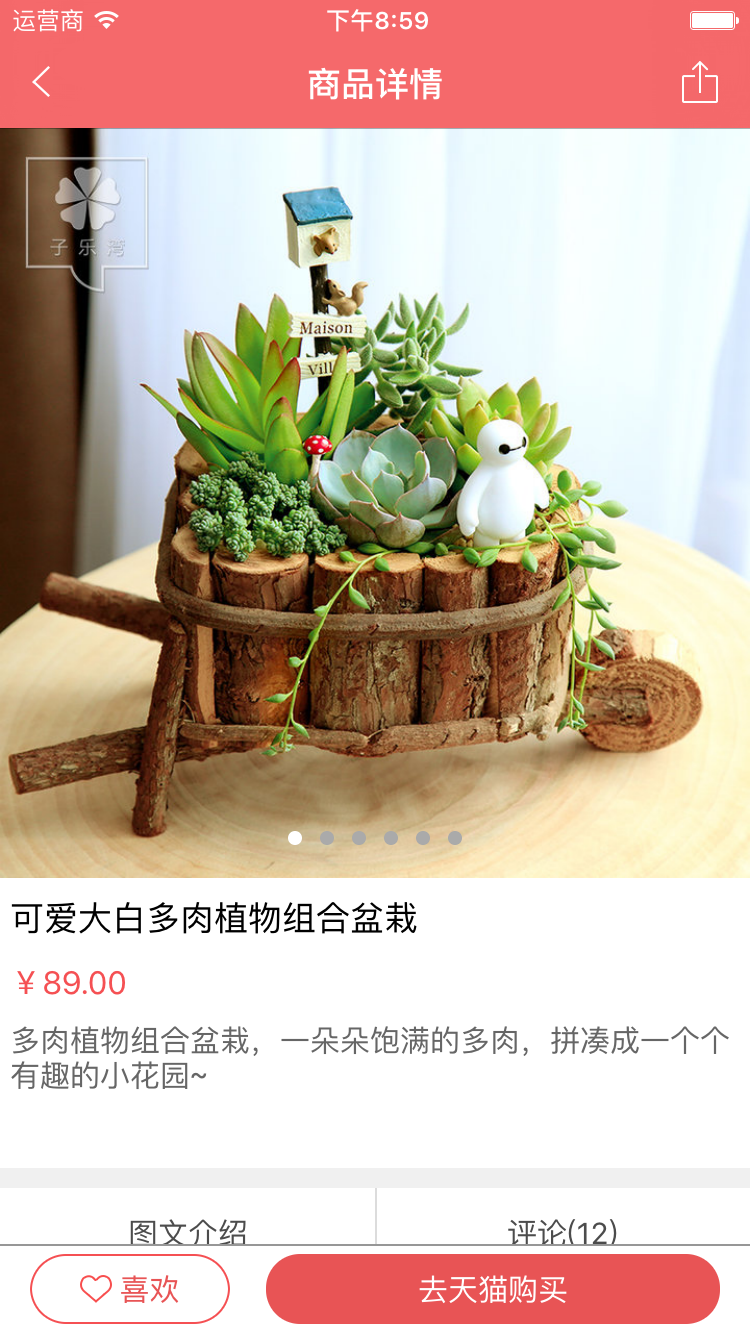 运营商
下午8:59
商品详情
子乐湾
Maison
Vill
可爱大白多肉植物组合盆栽
¥ 89.00
多肉植物组合盆栽，一朵朵饱满的多肉，拼凑成一个个
有趣的小花园~
图文介绍
评论(12)
喜欢
去天猫购买